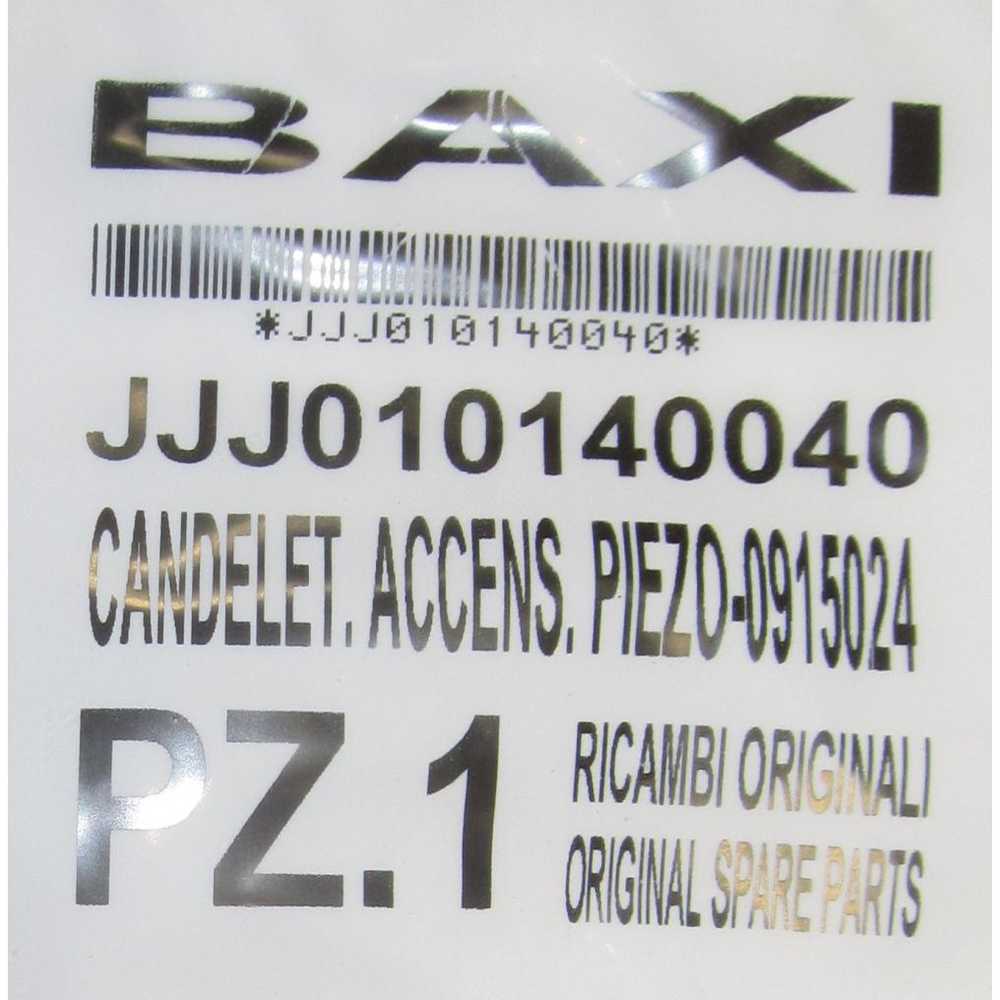 BAXI
*JJJ010140040*
JJJ010140040
CANDELET. ACCENS. PIEZO-0915024
PZ.1
RICAMBI ORIGINALI
ORIGINAL SPARE PARTS